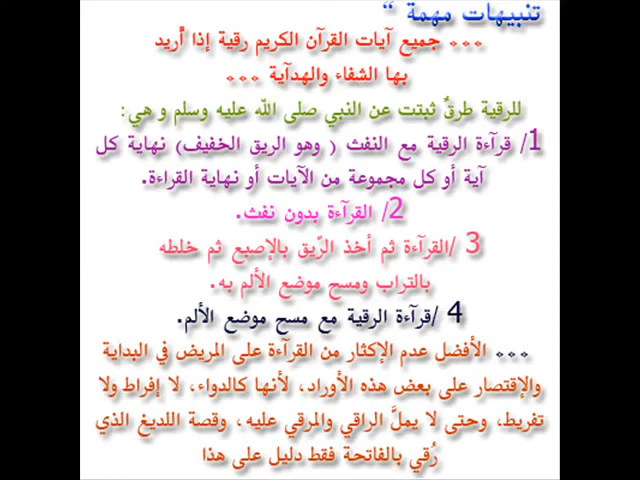 تنبيهات مهمة "
*** جميع آيات القرآن الكريم رقية إذا أُريد
بها الشفاء والهدآية ***
للرقية طرقٌ ثبتت عن النبي صلى الله عليه وسلم و هي:
1/ قرآءة الرقية مع النفث ( وهو الريق الخفيف) نهاية كل
آية أو كل مجموعة من الآيات أو نهاية القراءة.
2/ القرآءة بدون نفث.
3 /القرآءة ثم أخذ الرّيق بالإصبع ثم خلطه
بالتراب ومسح موضع الألم به.
4 /قرآءة الرقية مع مسح موضع الألم.
*** الأفضل عدم الإكثار من القرآءة على المريض في البداية
والإقتصار على بعض هذه الأوراد، لأنها كالدواء، لا إفراط ولا
تفريط، وحتى لا يملَّ الراقي والمرقي عليه، وقصة اللديغ الذي
رُقي بالفاتحة فقط دليل على هذا